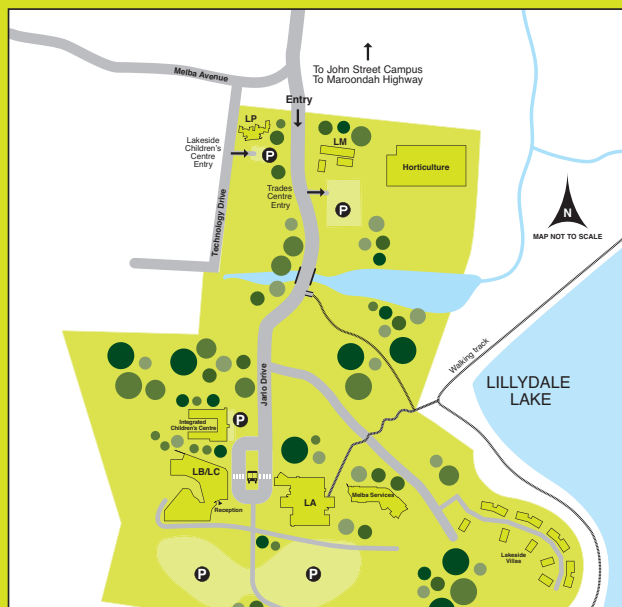 To John Street Campus
To Maroondah Highway
Melba Avenue
Entry
LP
LM
Lakeside
Children's
Centre
Entry
P
Horticulture
Trades
Centre
Entry
P
Technology Drive
N
MAP NOT TO SCALE
Walking track
LILLYDALE
LAKE
Jarlo Drive
P
Integrated
Children's Centre
LB/LC
Reception
LA
Melba Services
Lakeside
Villas
P
P